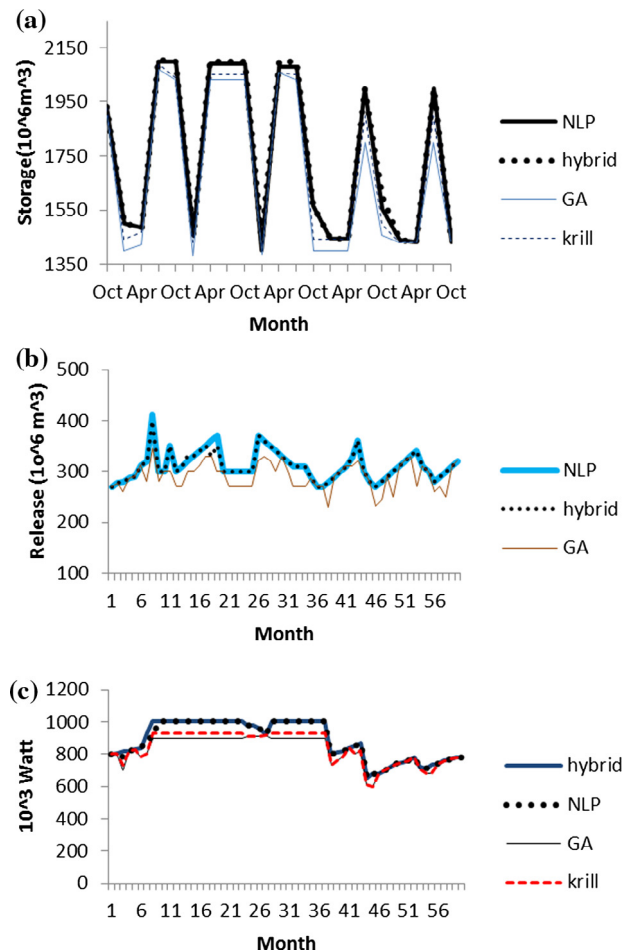 (a)
2150
1950
1750
1550
1350
Storage(10^6m^3)
Oct Apr Oct Apr Oct Apr Oct Apr Oct Apr Oct
Month
NLP
hybrid
GA
krill
(b)
500
400
300
200
100
Release (1o^6 m^3)
1 6 11 16 21 26 31 36 41 46 51 56
Month
NLP
hybrid
GA
(c)
1200
1000
800
600
400
200
0
10^3 Watt
1 6 11 16 21 26 31 36 41 46 51 56
Month
hybrid
NLP
GA
krill